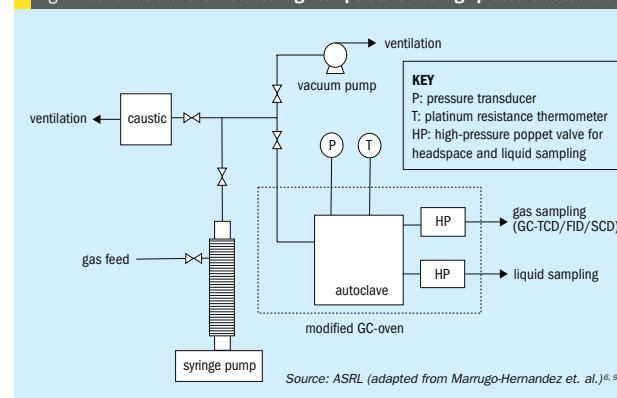 ventilation
vacuum pump
KEY
P: pressure transducer
T: platinum resistance thermometer
HP: high-pressure poppet valve for
headspace and liquid sampling
ventilation
caustic
P
T
HP
gas sampling
(GC-TCD/FID/SCD)
gas feed
HP
liquid sampling
autoclave
modified GC-oven
syringe pump
Source: ASRL (adapted from Marrugo-Hernandez et. al.)6, 9